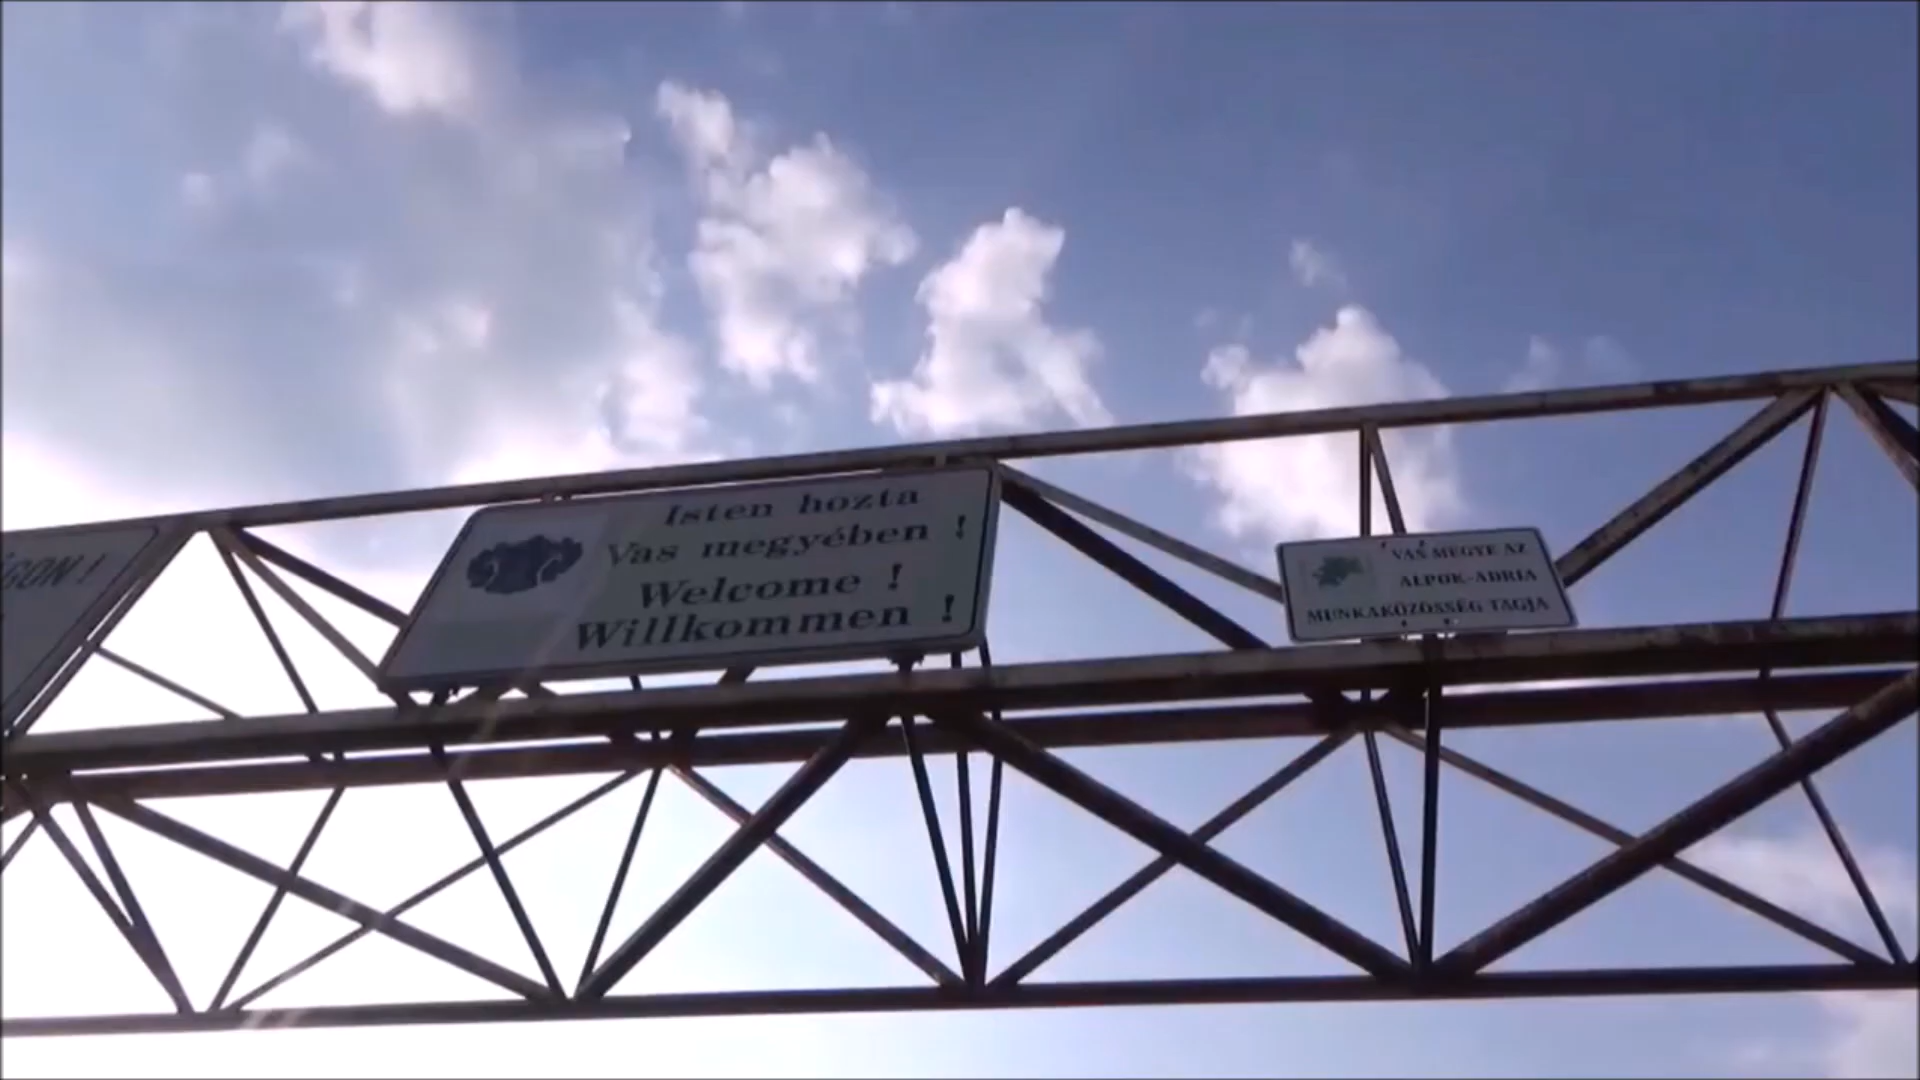 Isten hozta
Vas megyében !
Welcome !
Willkommen !
VAS MEGYE AZ
ALPOK-ADRIA
MUNKAKÖZÖSSÉG TAGJA